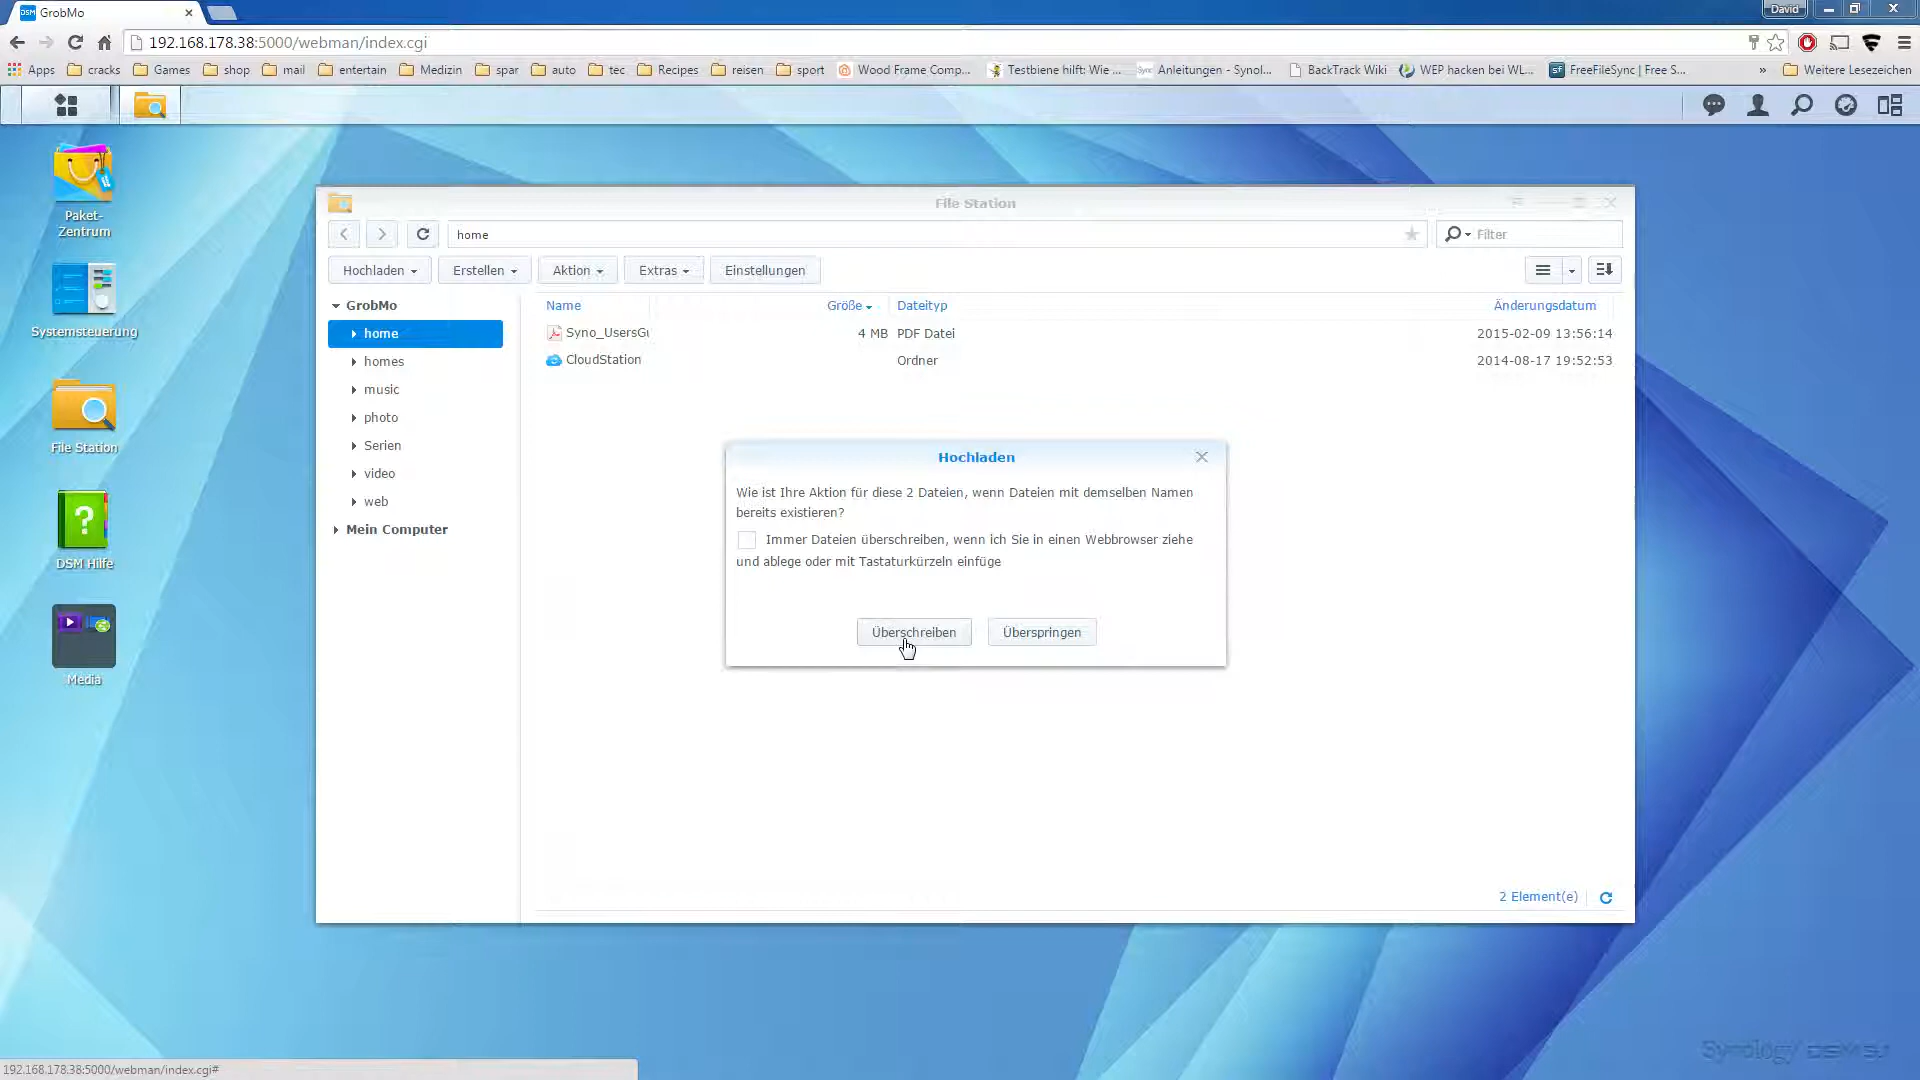 GrobMo
David
192.168.178.38:5000/webman/index.cgi
Apps cracks Games shop mail entertain Medizin spar auto tec Recipes reisen sport Wood Frame Comp... Testbiene hilft: Wie ... Anleitungen - Synol... BackTrack Wiki WEP hacken bei WL... FreeFileSync | Free S... » Weitere Lesezeichen
Paket-
Zentrum
Systemsteuerung
File Station
DSM Hilfe
Media
File Station
home
Filter
Hochladen Erstellen Aktion Extras Einstellungen
GrobMo
home
homes
music
photo
Serien
video
web
Mein Computer
Name Größe Dateityp Änderungsdatum
Syno_UsersGu 4 MB PDF Datei 2015-02-09 13:56:14
CloudStation Ordner 2014-08-17 19:52:53
Hochladen
Wie ist Ihre Aktion für diese 2 Dateien, wenn Dateien mit demselben Namen
bereits existieren?
Immer Dateien überschreiben, wenn ich Sie in einen Webbrowser ziehe
und ablege oder mit Tastaturkürzeln einfüge
Überschreiben Überspringen
2 Element(e)
192.168.178.38:5000/webman/index.cgi#